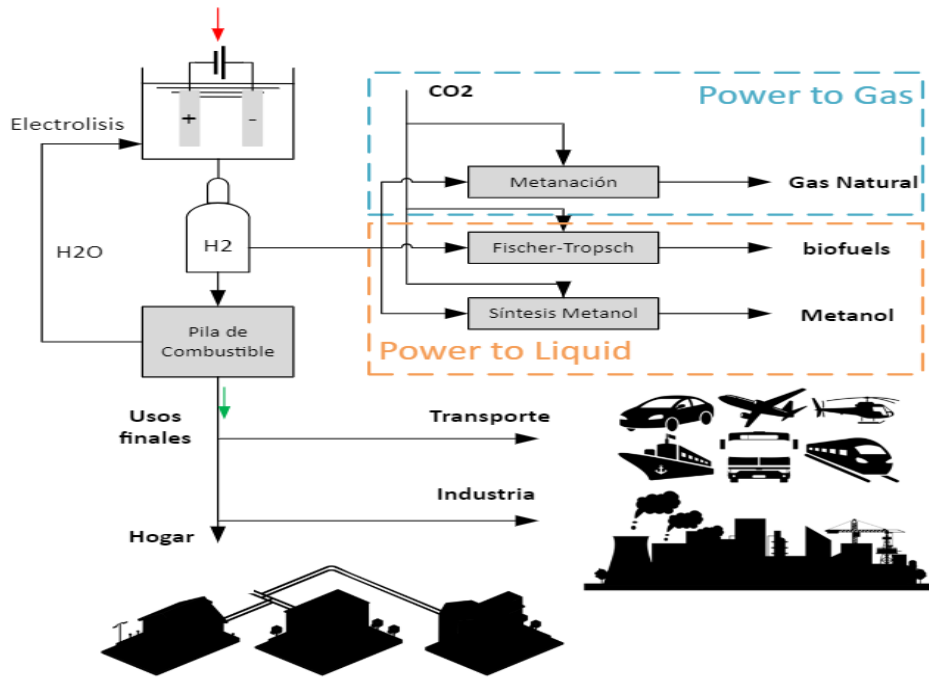 CO2
Power to Gas
+
-
Electrolisis
Metanación
Gas Natural
H2
Fischer-Tropsch
biofuels
H2O
Síntesis Metanol
Metanol
Pila de
Combustible
Power to Liquid
Usos
finales
Transporte
Industria
Hogar